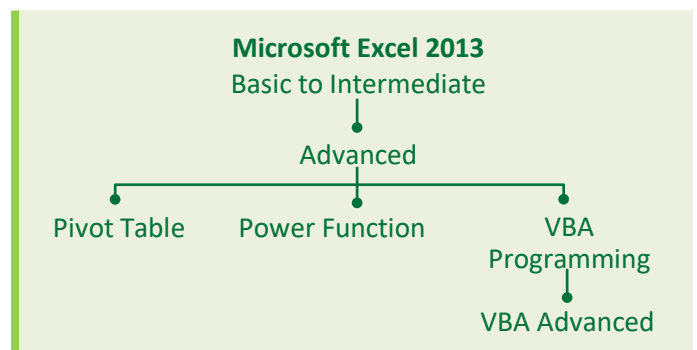 Microsoft Excel 2013
Basic to Intermediate
Advanced
Pivot Table
Power Function
VBA
Programming
VBA Advanced